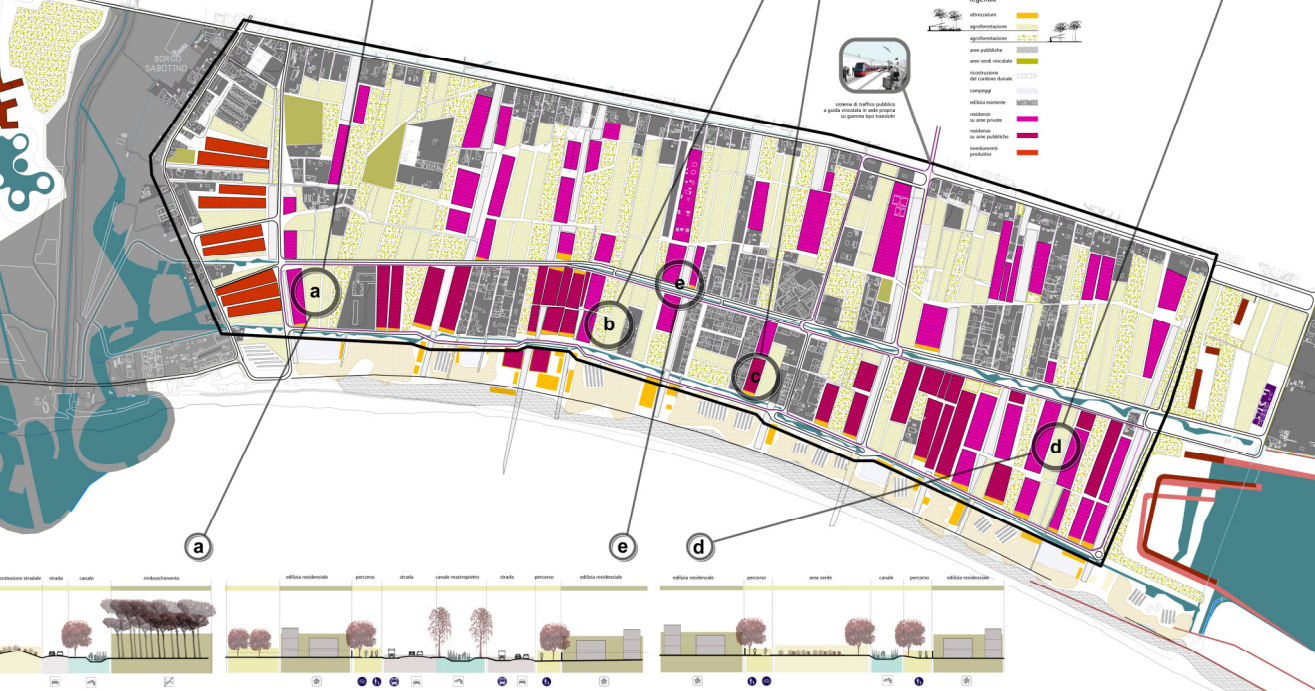 legenda
attrezzature
agroforestazione
agroforestazione
aree pubbliche
aree verdi vincolate
ricostruzione
del cordone dunale
campeggi
edilizia esistente
residenze
su aree private
residenze
su aree pubbliche
insediamenti
produttivi
sistema di traffico pubblico
a guida vincolata in sede propria
su gomma tipo translohr
BORGO
SABOTINO
a
b
c
d
e
a
e
d
protezione stradale strada canale rimboschimento
edilizia residenziale percorso strada canale mastropietro strada percorso edilizia residenziale
edilizia residenziale percorso area verde canale percorso edilizia residenziale